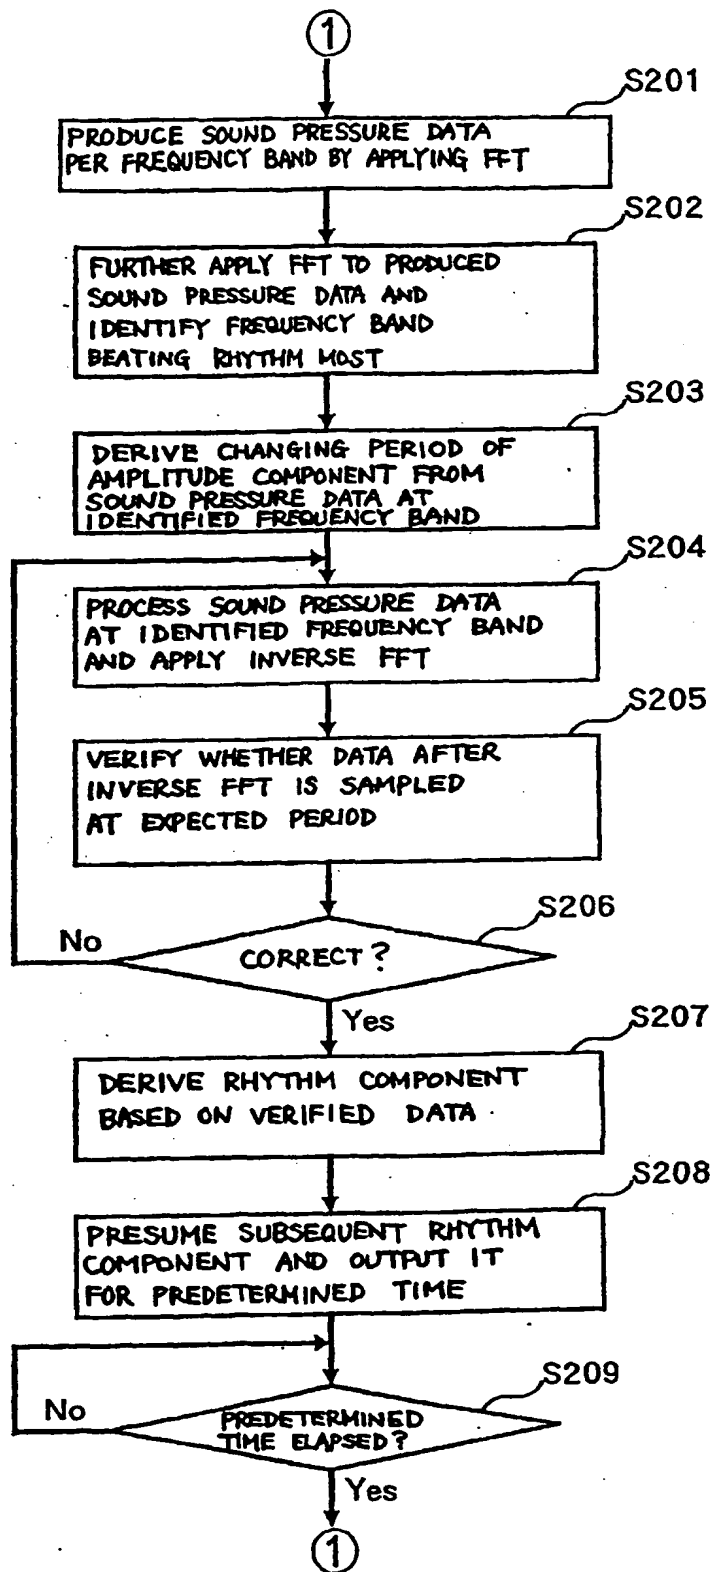 ①
S201
PRODUCE SOUND PRESSURE DATA
PER FREQUENCY BAND BY APPLYING FFT
S202
FURTHER APPLY FFT TO PRODUCED
SOUND PRESSURE DATA AND
IDENTIFY FREQUENCY BAND
BEATING RHYTHM MOST
S203
DERIVE CHANGING PERIOD OF
AMPLITUDE COMPONENT FROM
SOUND PRESSURE DATA AT
IDENTIFIED FREQUENCY BAND
S204
PROCESS SOUND PRESSURE DATA
AT IDENTIFIED FREQUENCY BAND
AND APPLY INVERSE FFT
S205
VERIFY WHETHER DATA AFTER
INVERSE FFT IS SAMPLED
AT EXPECTED PERIOD
S206
No
CORRECT?
Yes
S207
DERIVE RHYTHM COMPONENT
BASED ON VERIFIED DATA
S208
PRESUME SUBSEQUENT RHYTHM
COMPONENT AND OUTPUT IT
FOR PREDETERMINED TIME
S209
No
PREDETERMINED
TIME ELAPSED?
Yes
①